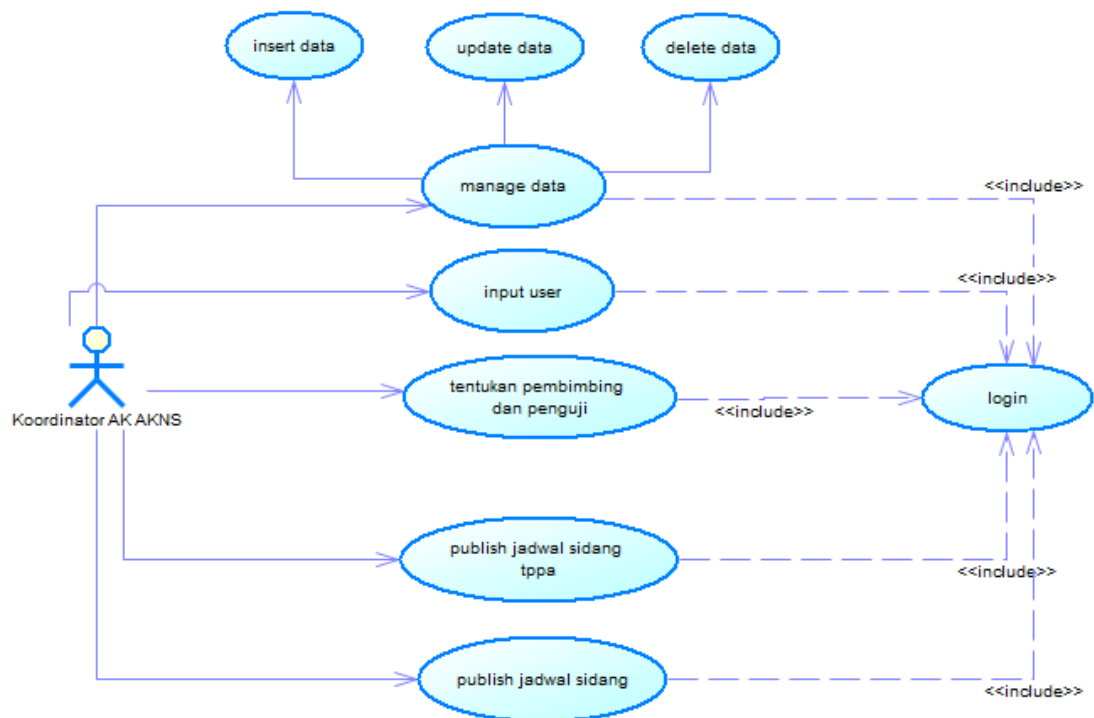 insert data
update data
delete data
manage data
<<include>>
input user
<<include>>
tentukan pembimbing
dan penguji
<<include>>
login
Koordinator AK AKNS
publish jadwal sidang
tppa
<<include>>
publish jadwal sidang
<<include>>